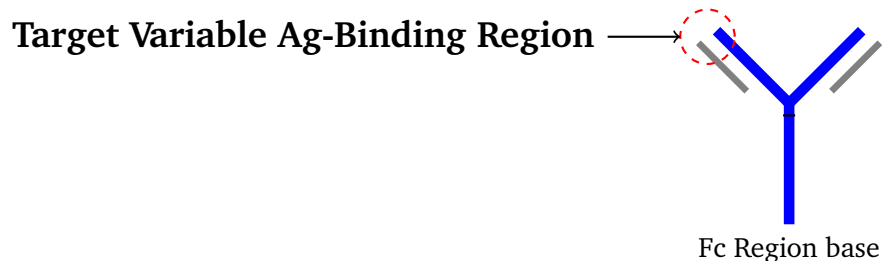 Target Variable Ag-Binding Region
Fc Region base